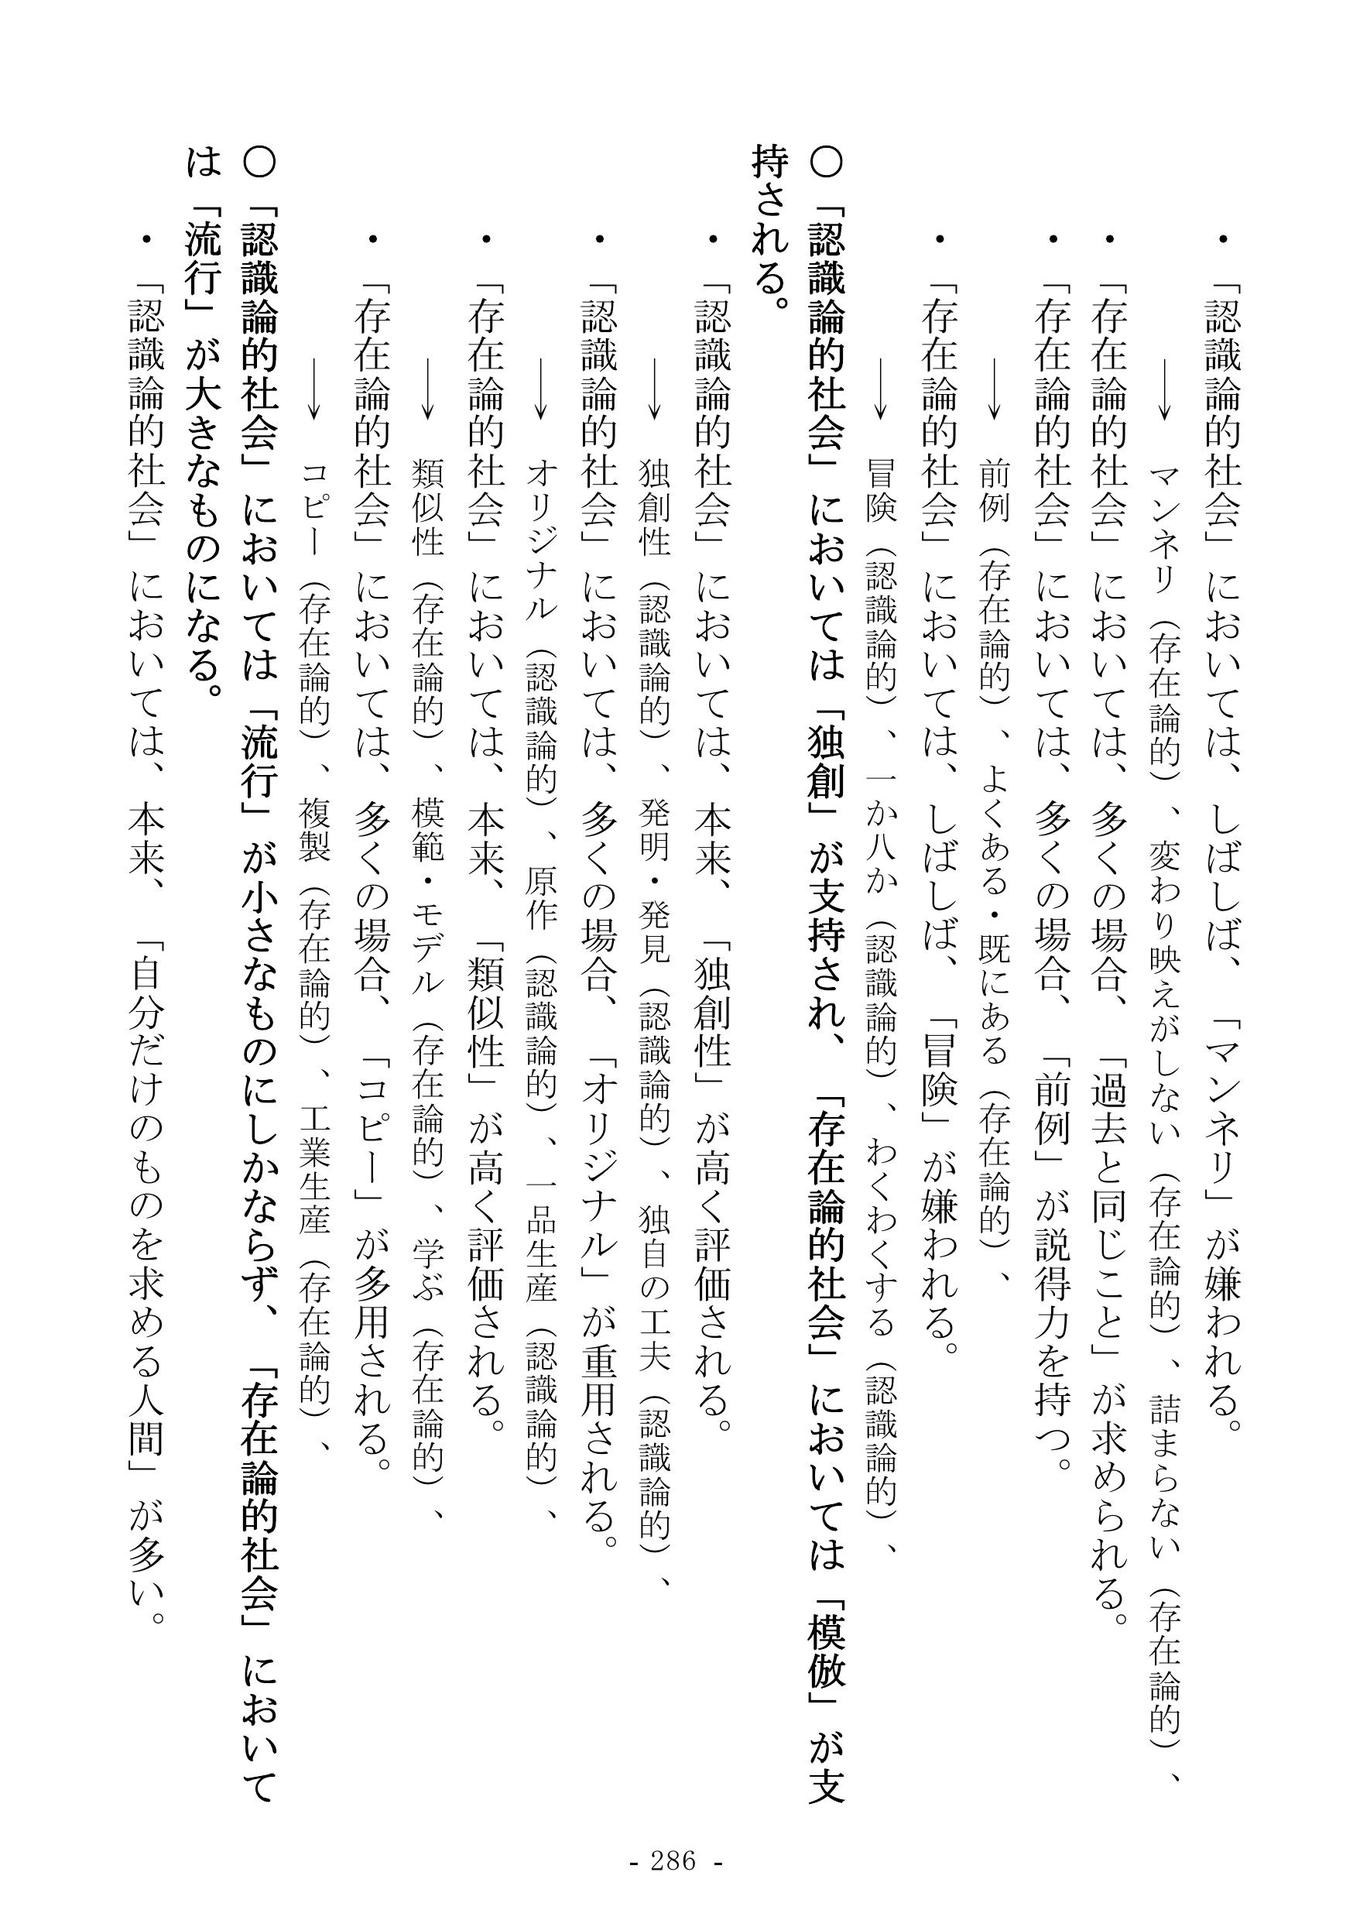 ・「認識論的社会」においては、しばしば、「マンネリ」が嫌われる。
→ マンネリ（存在論的）、変わり映えがしない（存在論的）、詰まらない（存在論的）、
・「存在論的社会」においては、多くの場合、「過去と同じこと」が求められる。
・「存在論的社会」においては、多くの場合、「前例」が説得力を持つ。
→ 前例（存在論的）、よくある・既にある（存在論的）、
・「存在論的社会」においては、しばしば、「冒険」が嫌われる。
→ 冒険（認識論的）、一か八か（認識論的）、わくわくする（認識論的）、
○「認識論的社会」においては「独創」が支持され、「存在論的社会」においては「模倣」が支
持される。
・「認識論的社会」においては、本来、「独創性」が高く評価される。
→ 独創性（認識論的）、発明・発見（認識論的）、独自の工夫（認識論的）、
・「認識論的社会」においては、多くの場合、「オリジナル」が重用される。
→ オリジナル（認識論的）、原作（認識論的）、一品生産（認識論的）、
・「存在論的社会」においては、本来、「類似性」が高く評価される。
→ 類似性（存在論的）、模範・モデル（存在論的）、学ぶ（存在論的）、
・「存在論的社会」においては、多くの場合、「コピー」が多用される。
→ コピー（存在論的）、複製（存在論的）、工業生産（存在論的）、
○「認識論的社会」においては「流行」が小さなものにしかならず、「存在論的社会」において
は「流行」が大きなものになる。
・「認識論的社会」においては、本来、「自分だけのものを求める人間」が多い。
- 286 -